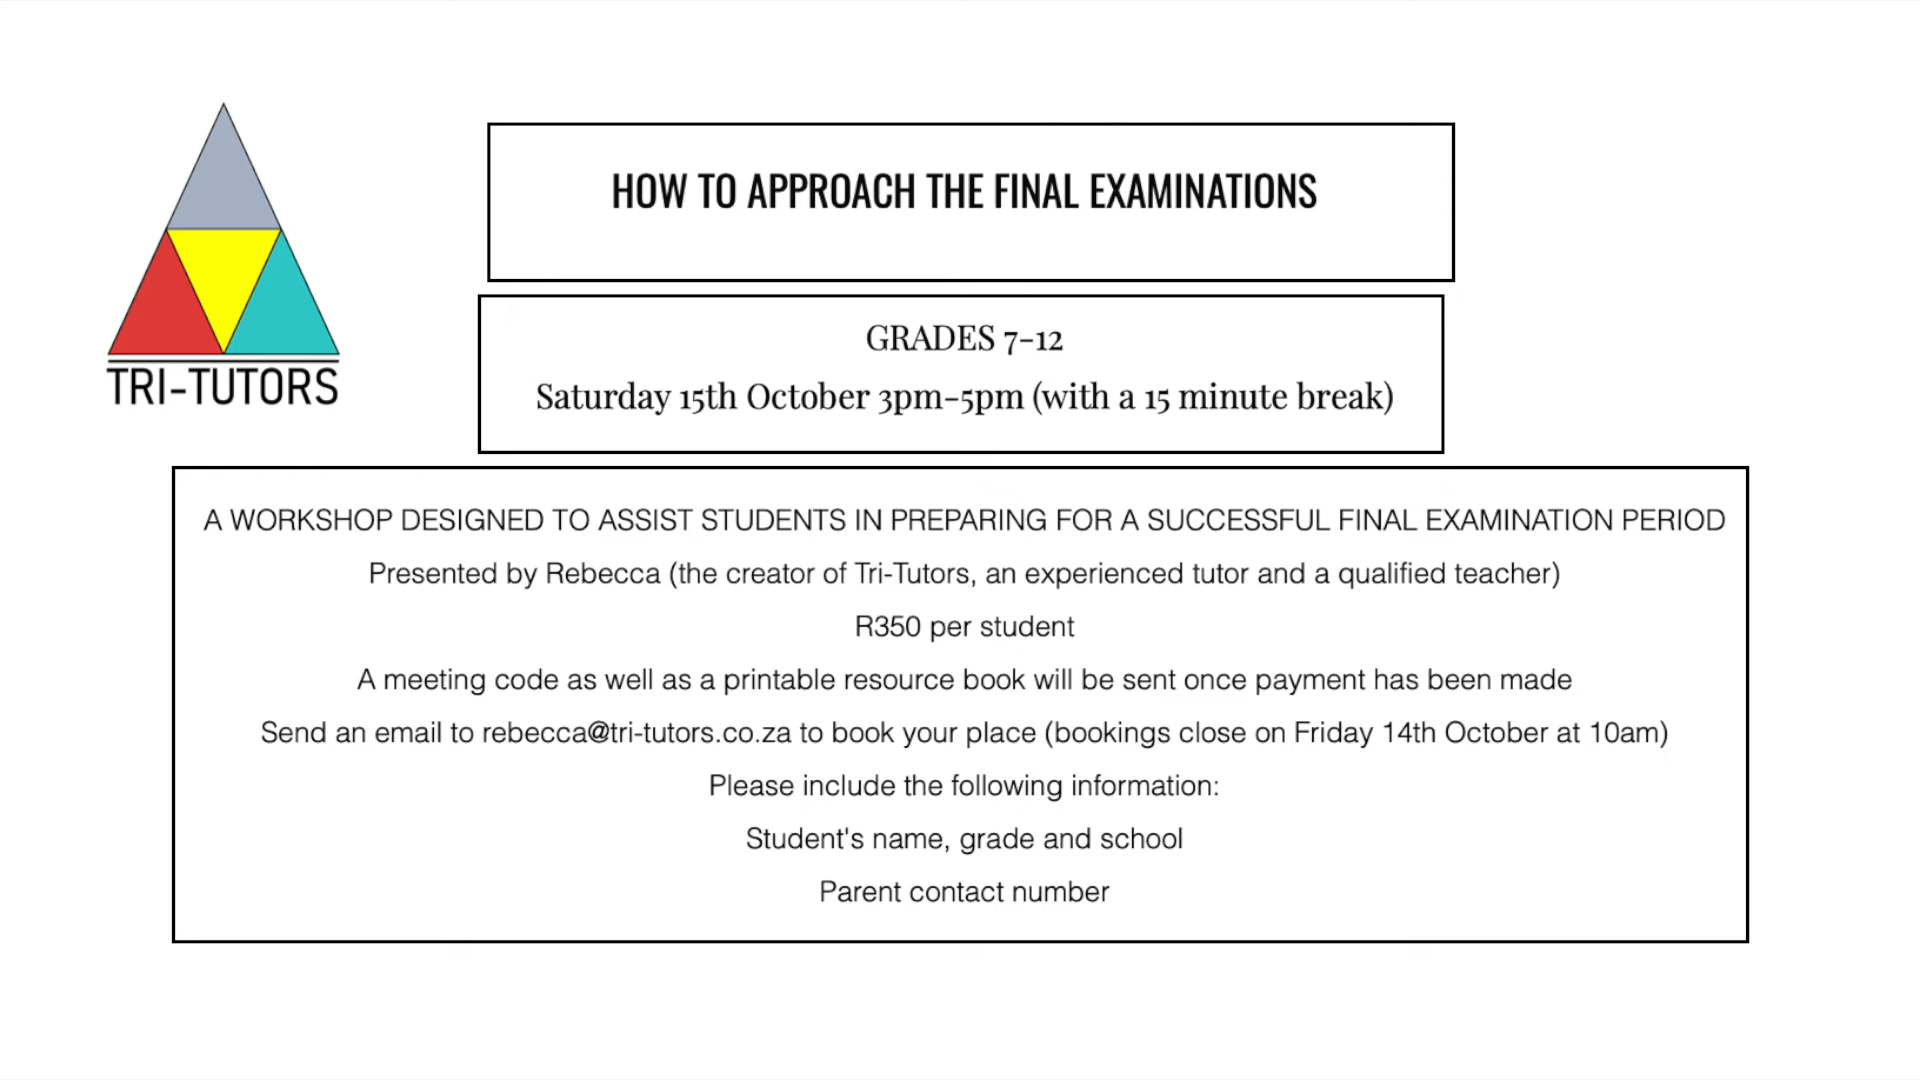 TRI-TUTORS
HOW TO APPROACH THE FINAL EXAMINATIONS
GRADES 7-12
Saturday 15th October 3pm-5pm (with a 15 minute break)
A WORKSHOP DESIGNED TO ASSIST STUDENTS IN PREPARING FOR A SUCCESSFUL FINAL EXAMINATION PERIOD
Presented by Rebecca (the creator of Tri-Tutors, an experienced tutor and a qualified teacher)
R350 per student
A meeting code as well as a printable resource book will be sent once payment has been made
Send an email to rebecca@tri-tutors.co.za to book your place (bookings close on Friday 14th October at 10am)
Please include the following information:
Student's name, grade and school
Parent contact number